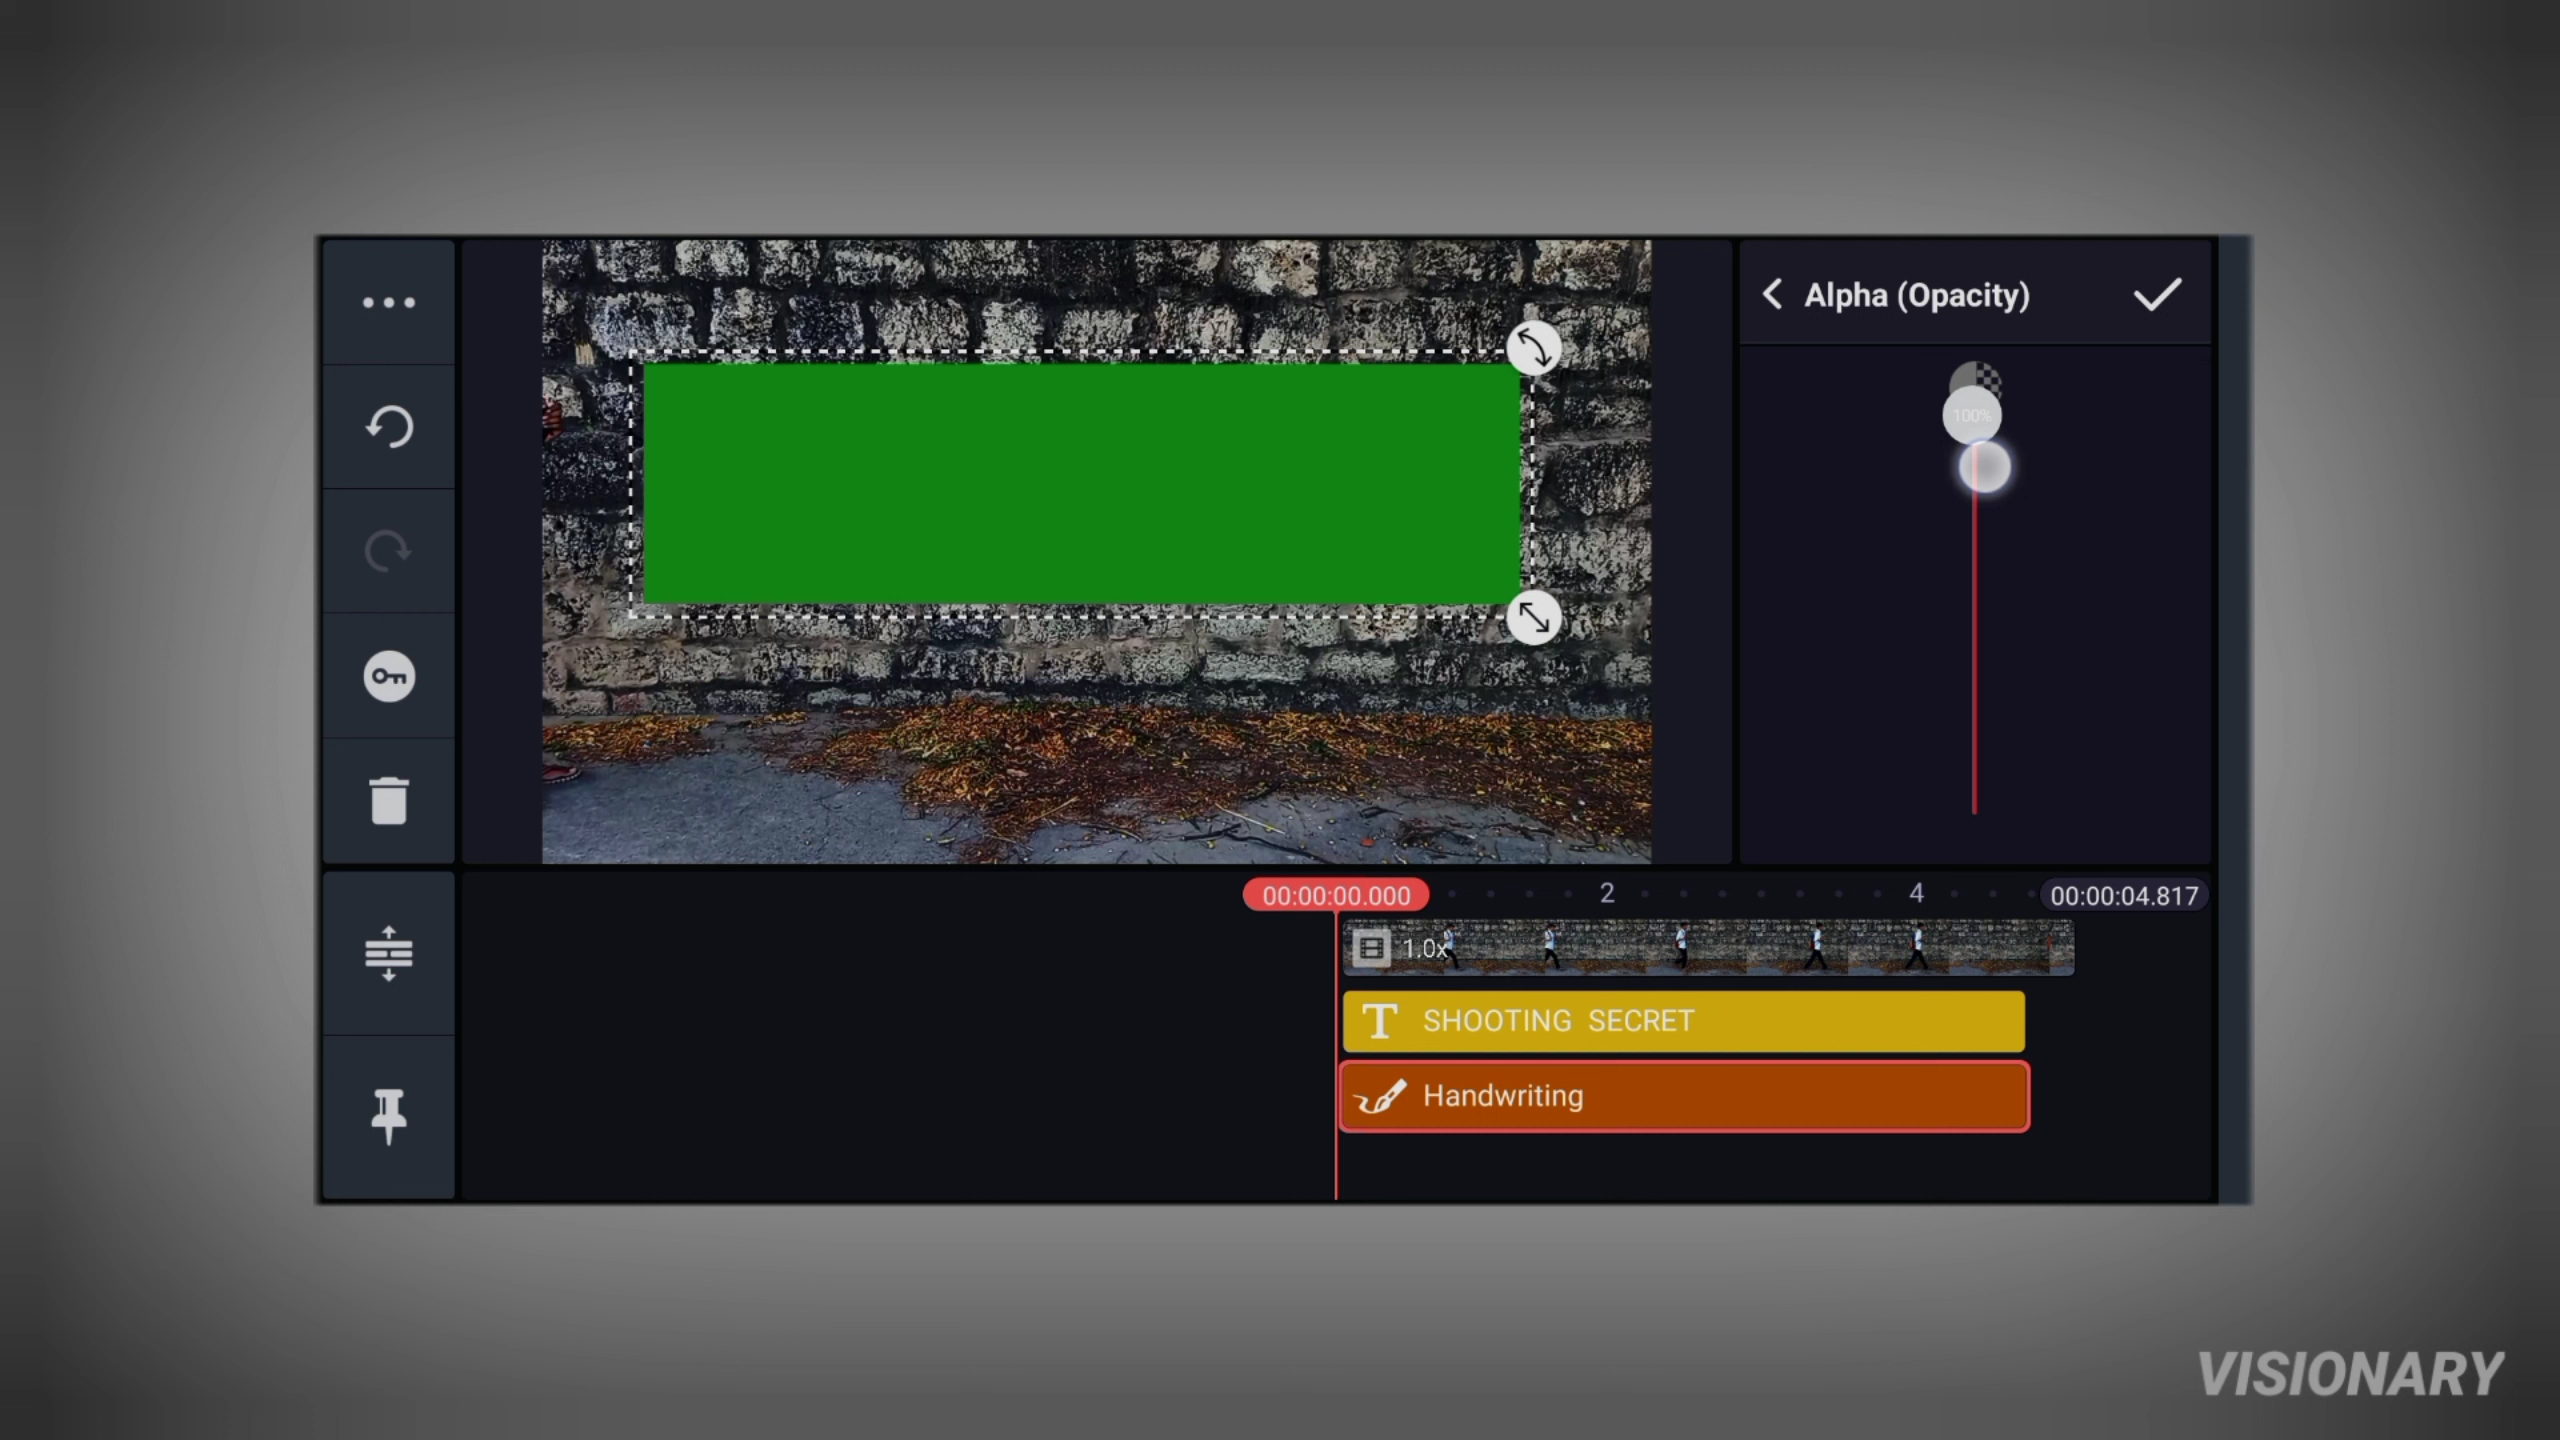 Alpha (Opacity)
100%
00:00:00.000
2
4
00:00:04.817
1.0x
T SHOOTING SECRET
Handwriting
VISIONARY